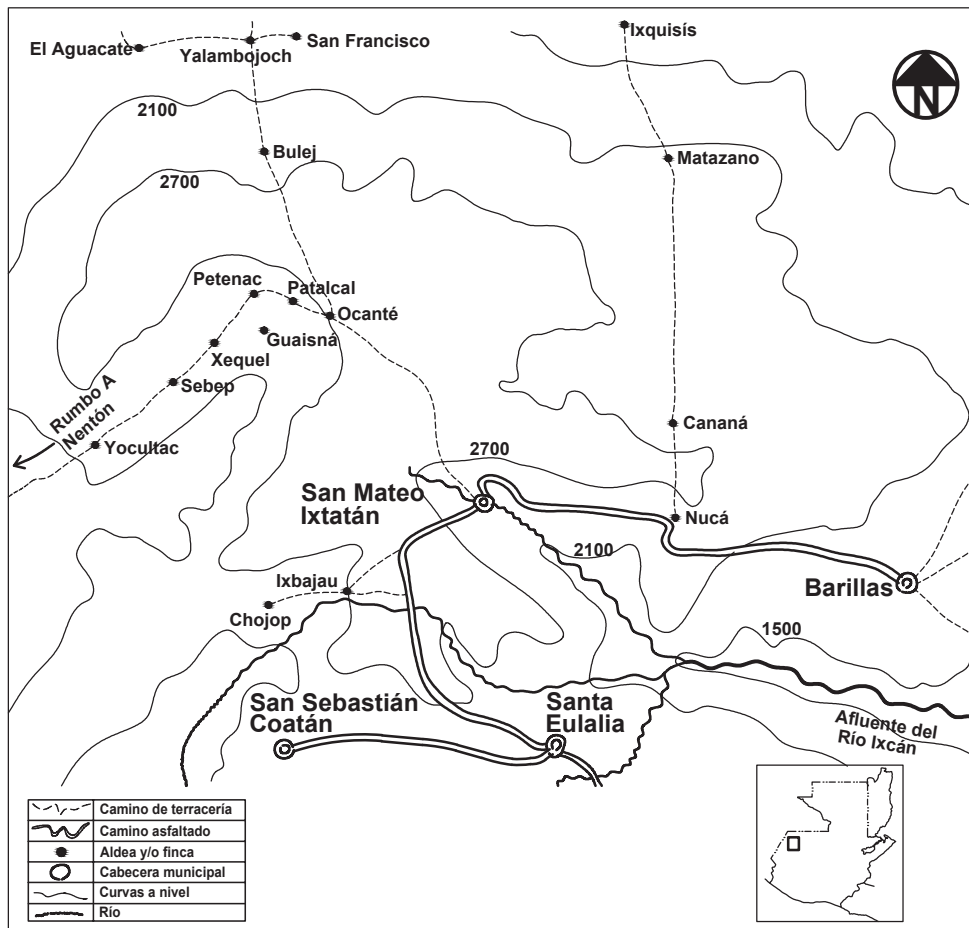 Ixquisís
San Francisco
El Aguacate
Yalambojoch
N
2100
Bulej
Matazano
2700
Petenac
Patalcal
Ocanté
Guaisná
Xequel
Sebep
Rumbo A
Nentón
Yocultac
Cananá
2700
San Mateo
Ixtatán
Nucá
2100
Ixbajau
Barillas
Chojop
1500
San Sebastián
Coatán
Santa
Eulalia
Afluente del
Río Ixcán
Camino de terracería
Camino asfaltado
Aldea y/o finca
Cabecera municipal
Curvas a nivel
Río